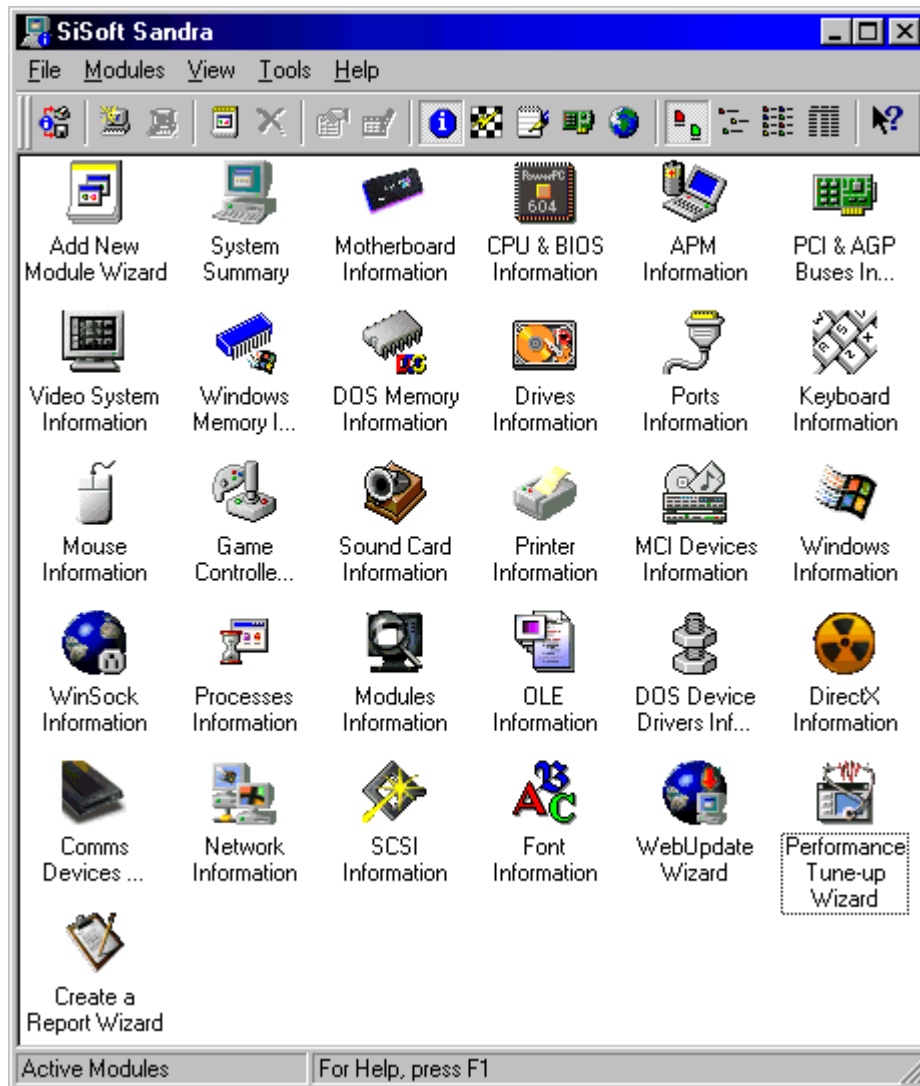 SiSoft Sandra
File Modules View Tools Help
Add New Module Wizard
System Summary
Motherboard Information
PowerPC 604
CPU & BIOS Information
APM Information
PCI & AGP Buses In...
Video System Information
Windows Memory I...
DOS Memory Information
Drives Information
Ports Information
Keyboard Information
Mouse Information
Game Controlle...
Sound Card Information
Printer Information
MCI Devices Information
Windows Information
WinSock Information
Processes Information
Modules Information
OLE Information
DOS Device Drivers Inf...
DirectX Information
Comms Devices ...
Network Information
SCSI Information
ABC
Font Information
WebUpdate Wizard
Performance Tune-up Wizard
Create a Report Wizard
Active Modules
For Help, press F1